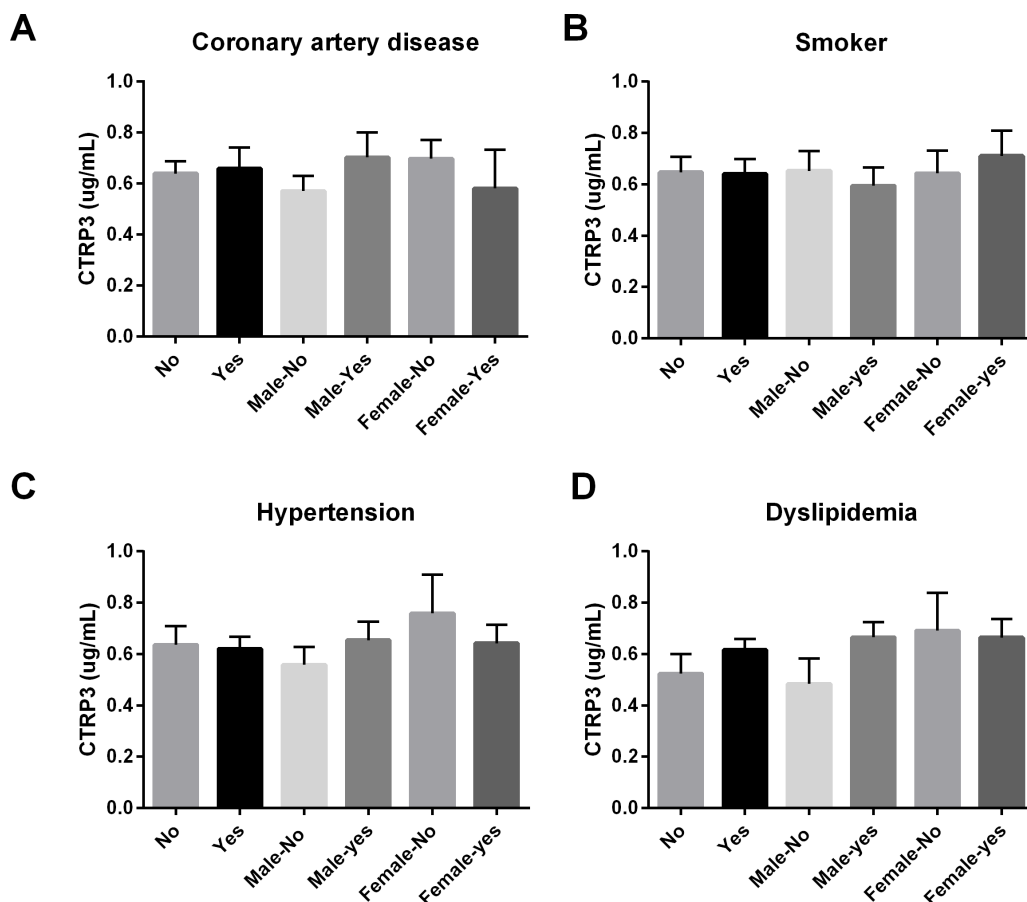 A
Coronary artery disease
CTRP3 (ug/mL)
1.0
0.8
0.6
0.4
0.2
0.0
No
Yes
Male-No
Male-Yes
Female-No
Female-Yes
B
Smoker
CTRP3 (ug/mL)
1.0
0.8
0.6
0.4
0.2
0.0
No
Yes
Male-No
Male-yes
Female-No
Female-yes
C
Hypertension
CTRP3 (ug/mL)
1.0
0.8
0.6
0.4
0.2
0.0
No
Yes
Male-No
Male-yes
Female-No
Female-yes
D
Dyslipidemia
CTRP3 (ug/mL)
1.0
0.8
0.6
0.4
0.2
0.0
No
Yes
Male-No
Male-yes
Female-No
Female-yes